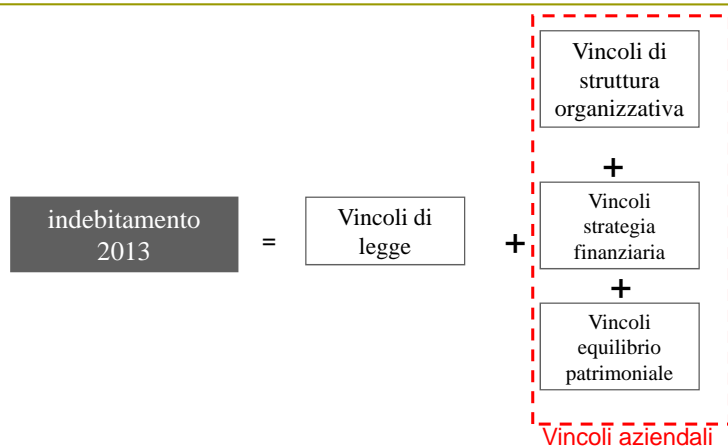 indebitamento
2013
=
Vincoli di
legge
+
Vincoli di
struttura
organizzativa
+
Vincoli
strategia
finanziaria
+
Vincoli
equilibrio
patrimoniale
Vincoli aziendali